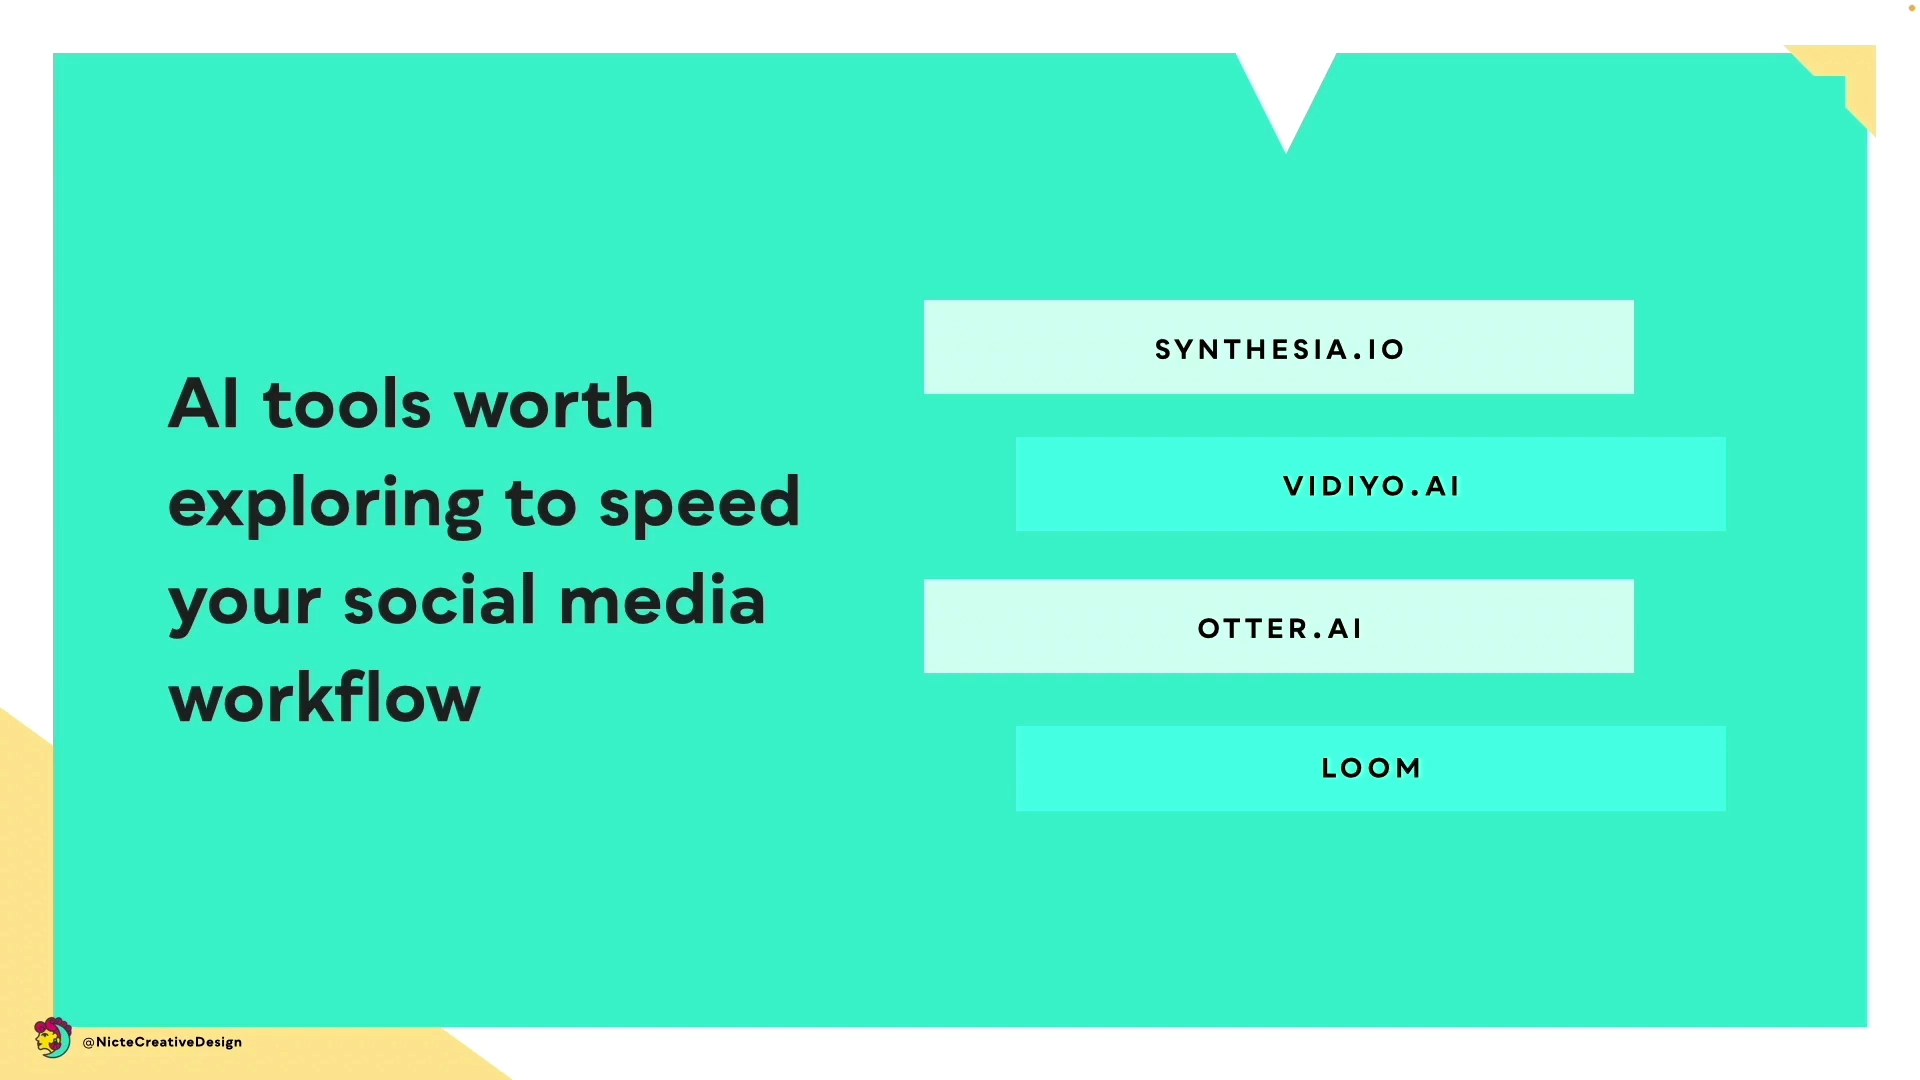 AI tools worth
exploring to speed
your social media
workflow
SYNTHESIA.IO
VIDIYO.AI
OTTER.AI
LOOM
@NicteCreativeDesign